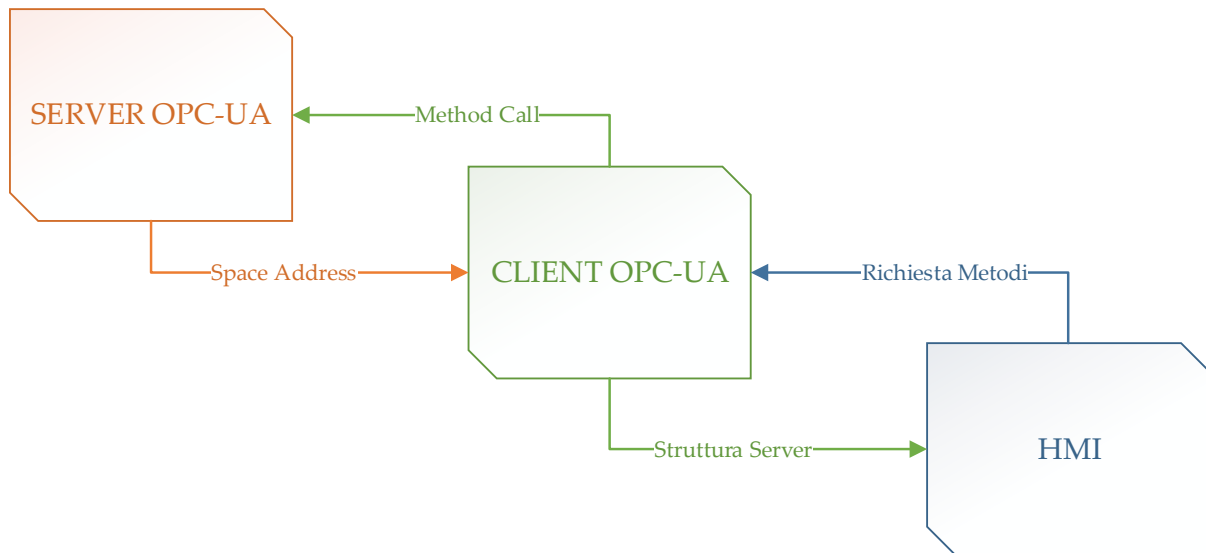 SERVER OPC-UA
Method Call
Space Address
CLIENT OPC-UA
Richiesta Metodi
Struttura Server
HMI